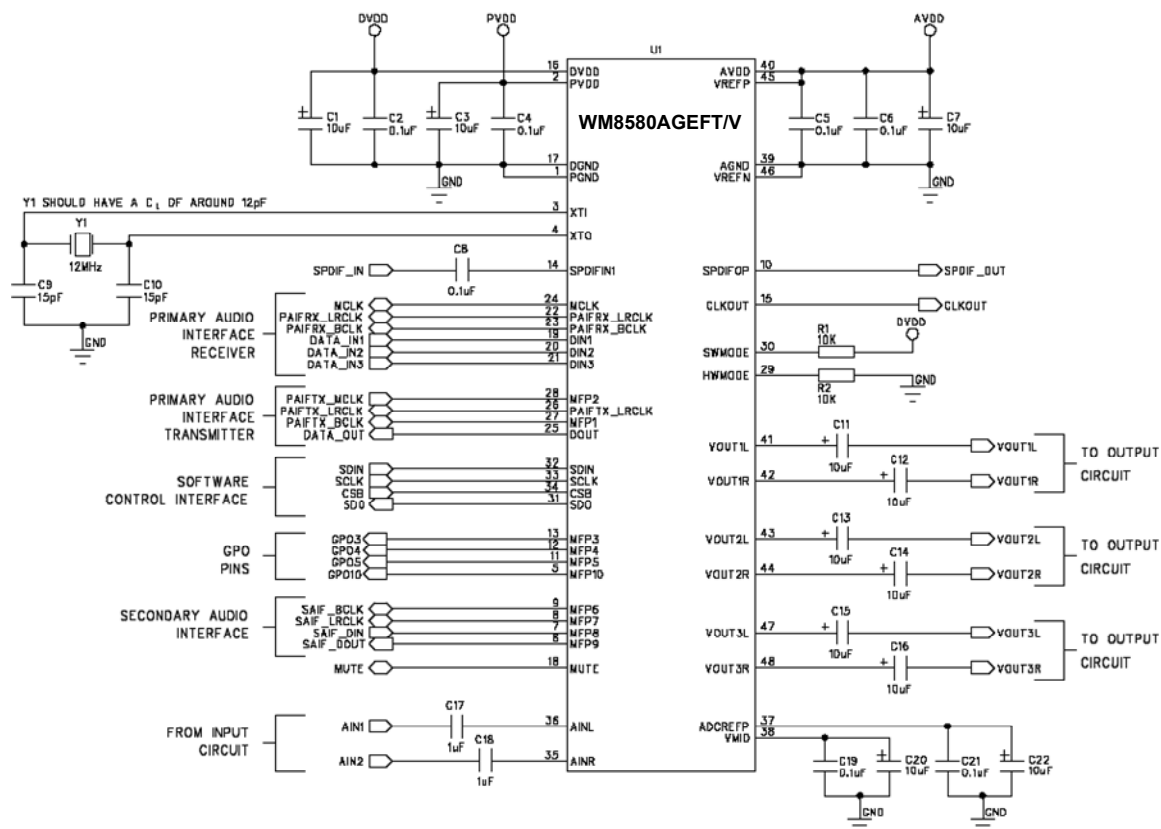 DVDD
PVDD
AVDD
U1
WM8580AGEFT/V
16 DVDD
2 PVDD
AVDD 40
VREFP 45
C1
10uF
C2
0.1uF
C3
10uF
C4
0.1uF
C5
0.1uF
C6
0.1uF
C7
10uF
17 DGND
1 PGND
GND
AGND 39
VREFN 46
GND
Y1 SHOULD HAVE A CL OF AROUND 12pF
3 XTI
Y1
12MHz
4 XTO
C9
15pF
C10
15pF
GND
SPDIF_IN
C8
0.1uF
14 SPDIFIN1
SPDIFOP 10 SPDIF_OUT
CLKOUT 15 CLKOUT
PRIMARY AUDIO
INTERFACE
RECEIVER
MCLK 24 MCLK
PAIFRX_LRCLK 22 PAIFRX_LRCLK
PAIFRX_BCLK 23 PAIFRX_BCLK
DATA_IN1 19 DIN1
DATA_IN2 20 DIN2
DATA_IN3 21 DIN3
DVDD
R1
10K
SWMODE 30
HWMODE 29
R2
10K
GND
PRIMARY AUDIO
INTERFACE
TRANSMITTER
PAIFTX_MCLK 28 MFP2
PAIFTX_LRCLK 26 PAIFTX_LRCLK
PAIFTX_BCLK 27 MFP1
DATA_OUT 25 DOUT
SOFTWARE
CONTROL INTERFACE
SDIN 32 SDIN
SCLK 33 SCLK
CSB 34 CSB
SDO 31 SDO
VOUT1L 41
C11
10uF
VOUT1L
VOUT1R 42
C12
10uF
VOUT1R
TO OUTPUT
CIRCUIT
GPO
PINS
GPO3 13 MFP3
GPO4 12 MFP4
GPO5 11 MFP5
GPO10 5 MFP10
VOUT2L 43
C13
10uF
VOUT2L
VOUT2R 44
C14
10uF
VOUT2R
TO OUTPUT
CIRCUIT
SECONDARY AUDIO
INTERFACE
SAIF_BCLK 9 MFP6
SAIF_LRCLK 8 MFP7
SAIF_DIN 7 MFP8
SAIF_DOUT 6 MFP9
MUTE 18 MUTE
VOUT3L 47
C15
10uF
VOUT3L
VOUT3R 48
C16
10uF
VOUT3R
TO OUTPUT
CIRCUIT
FROM INPUT
CIRCUIT
AIN1
C17
1uF
36 AINL
AIN2
C18
1uF
35 AINR
ADCREFP 37
VMID 38
C19
0.1uF
C20
10uF
C21
0.1uF
C22
10uF
GND
GND